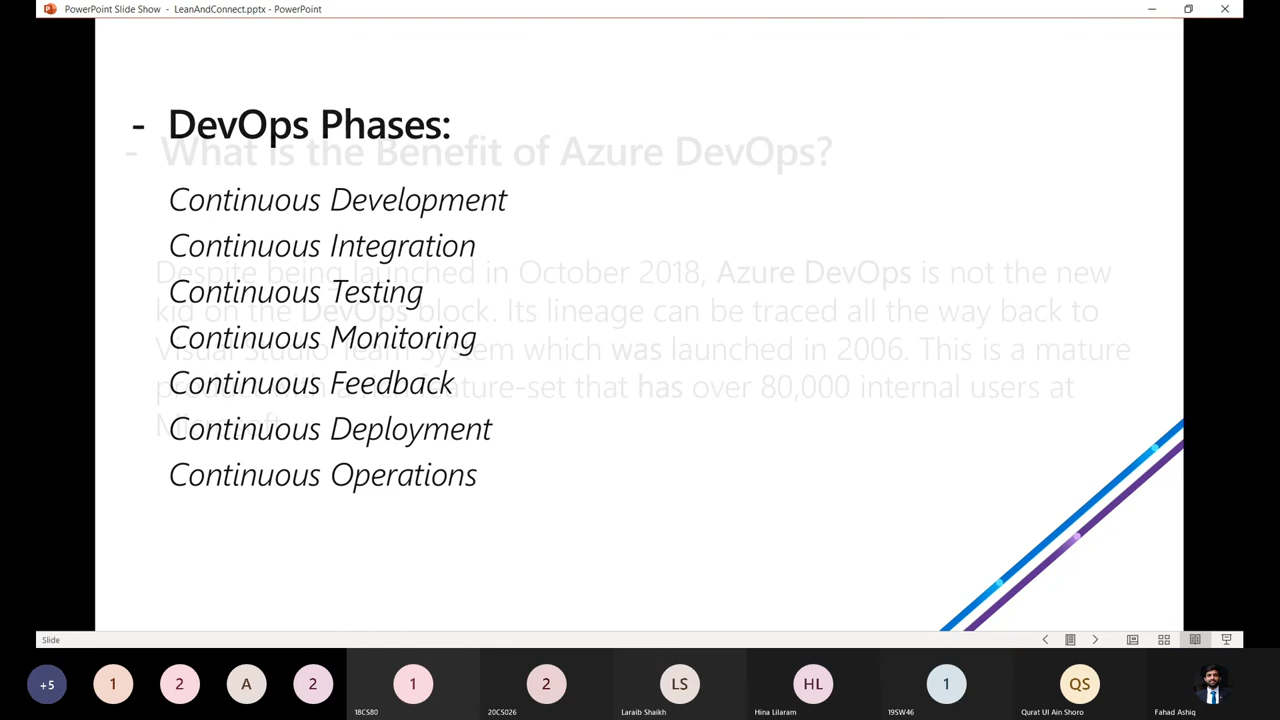 PowerPoint Slide Show - LeanAndConnect.pptx - PowerPoint
- DevOps Phases:
- What is the Benefit of Azure DevOps?
Continuous Development
Continuous Integration
Despite being launched in October 2018, Azure DevOps is not the new
Continuous Testing
kid on the DevOps block. Its lineage can be traced all the way back to
Continuous Monitoring
Visual Studio Team System which was launched in 2006. This is a mature
Continuous Feedback
feature-set that has over 80,000 internal users at
Continuous Deployment
Continuous Operations
Slide
+5
1
2
A
2
1
2
LS
HL
1
QS
18CS80
20CS026
Laraib Shaikh
Hina Lilaram
19SW46
Qurat Ul Ain Shoro
Fahad Ashiq